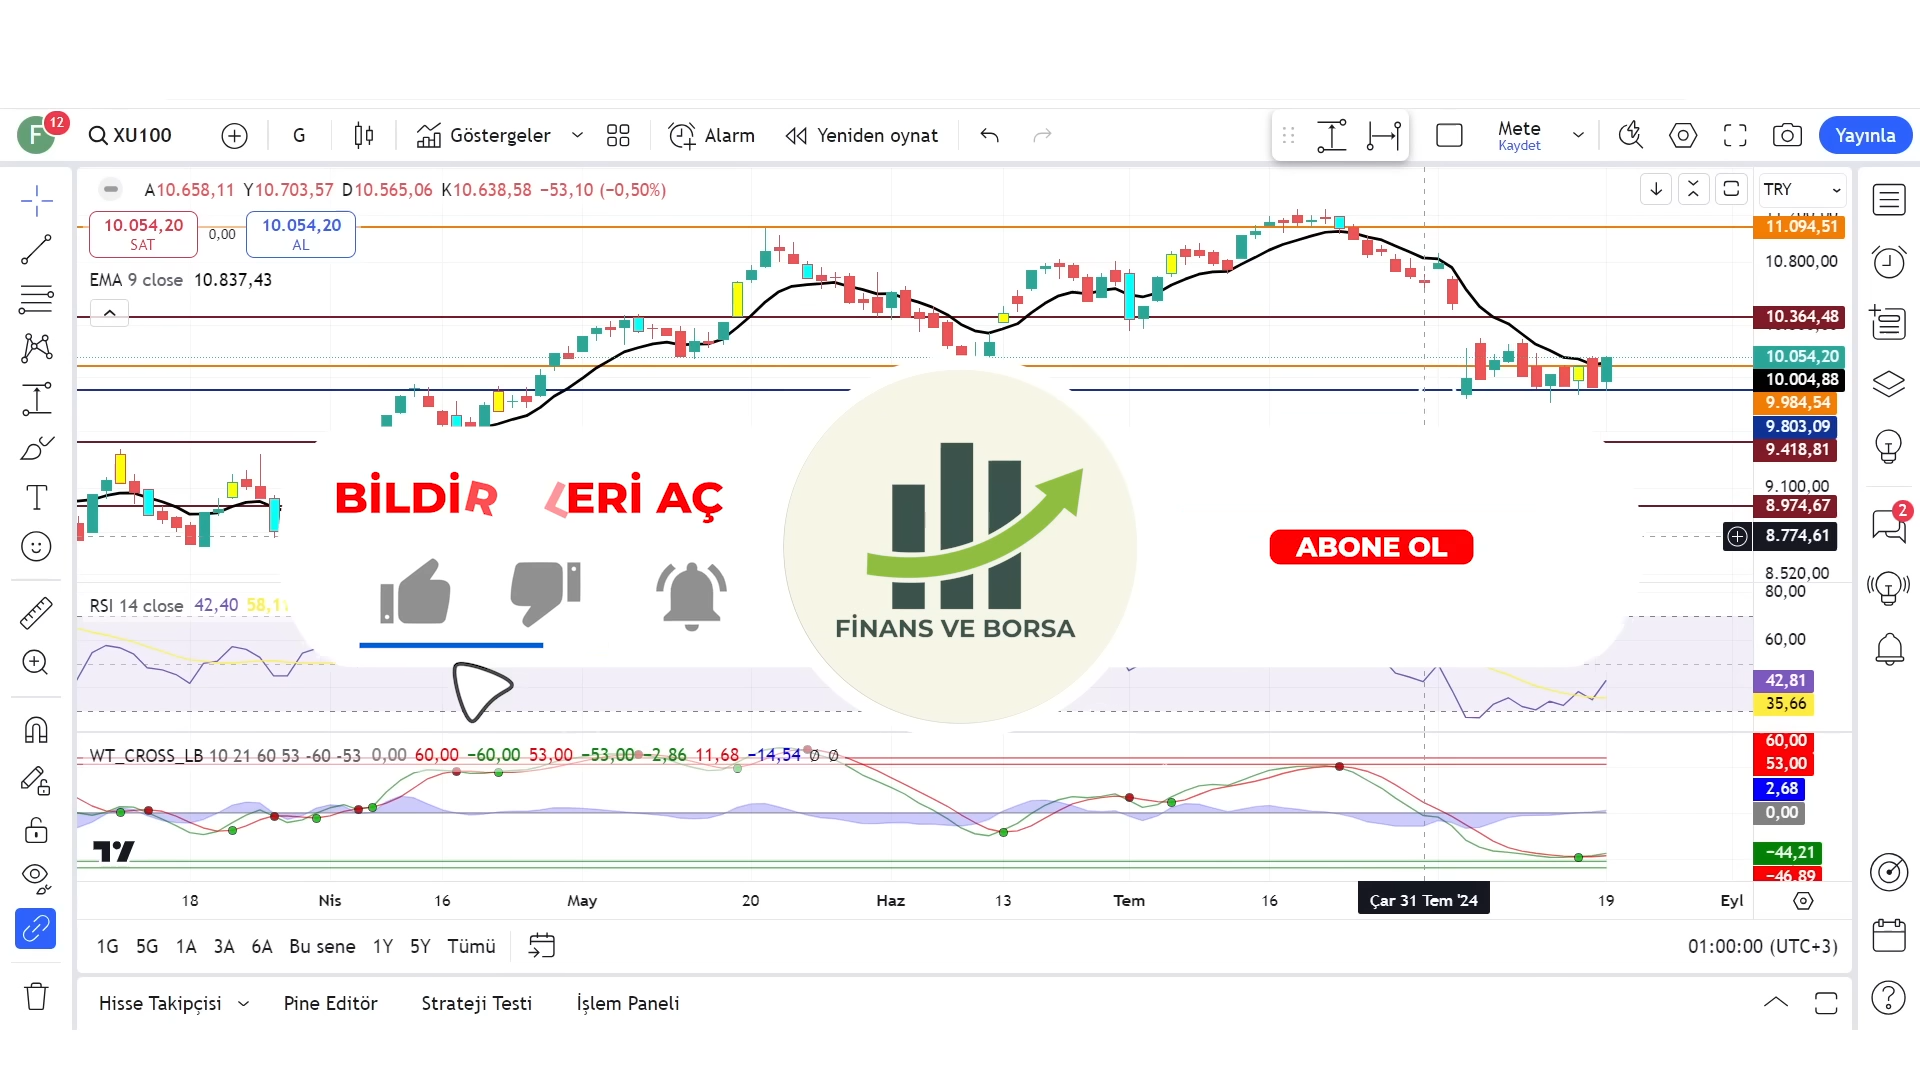 F 12 XU100 G Göstergeler Alarm Yeniden oynat Mete Yayınla
Kaydet
A10.658,11 Y10.703,57 D10.565,06 K10.638,58 −53,10 (−0,50%) TRY
10.054,20 0,00 10.054,20
SAT AL
EMA 9 close 10.837,43
11.094,51
10.800,00
10.364,48
10.054,20
10.004,88
9.984,54
9.803,09
9.418,81
9.100,00
8.974,67
8.774,61
8.520,00
2
BİLDİR LERİ AÇ
ABONE OL
FİNANS VE BORSA
RSI 14 close 42,40
80,00
60,00
42,81
35,66
WT_CROSS_LB 10 21 60 53 -60 -53 0,00 60,00 −60,00 53,00 −53,00 −2,86 11,68 −14,54 Ø Ø
60,00
53,00
2,68
0,00
−44,21
−46,89
18 Nis 16 May 20 Haz 13 Tem 16 Çar 31 Tem '24 19 Eyl
1G 5G 1A 3A 6A Bu sene 1Y 5Y Tümü 01:00:00 (UTC+3)
Hisse Takipçisi Pine Editör Strateji Testi İşlem Paneli